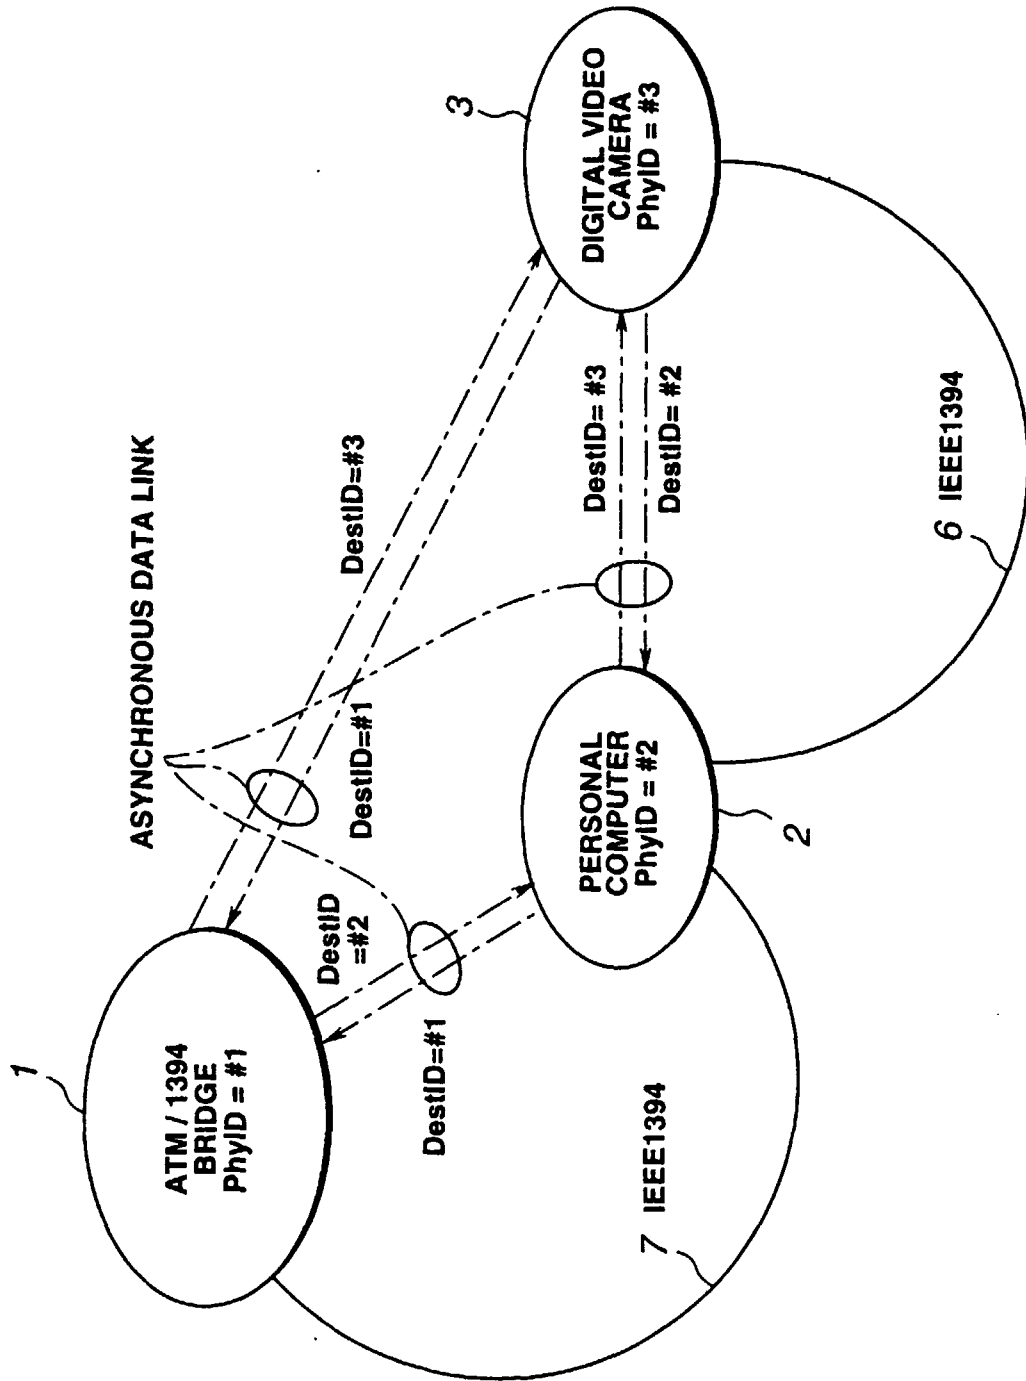 ASYNCHRONOUS DATA LINK
1
ATM / 1394
BRIDGE
PhyID = #1
DestID=#3
DestID=#1
3
DIGITAL VIDEO
CAMERA
PhyID = #3
DestID
=#2
DestID=#1
DestID= #3
DestID= #2
PERSONAL
COMPUTER
PhyID = #2
2
7 IEEE1394
6 IEEE1394